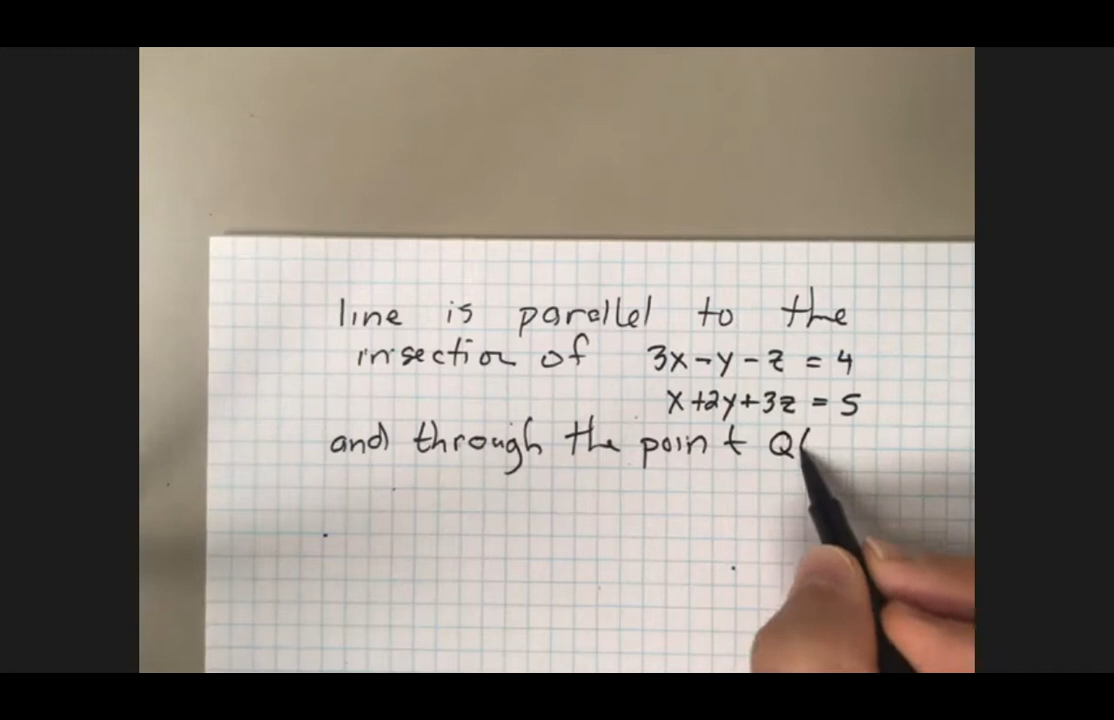 line is parallel to the
insection of 3x-y-z = 4
x+2y+3z = 5
and through the point Q(